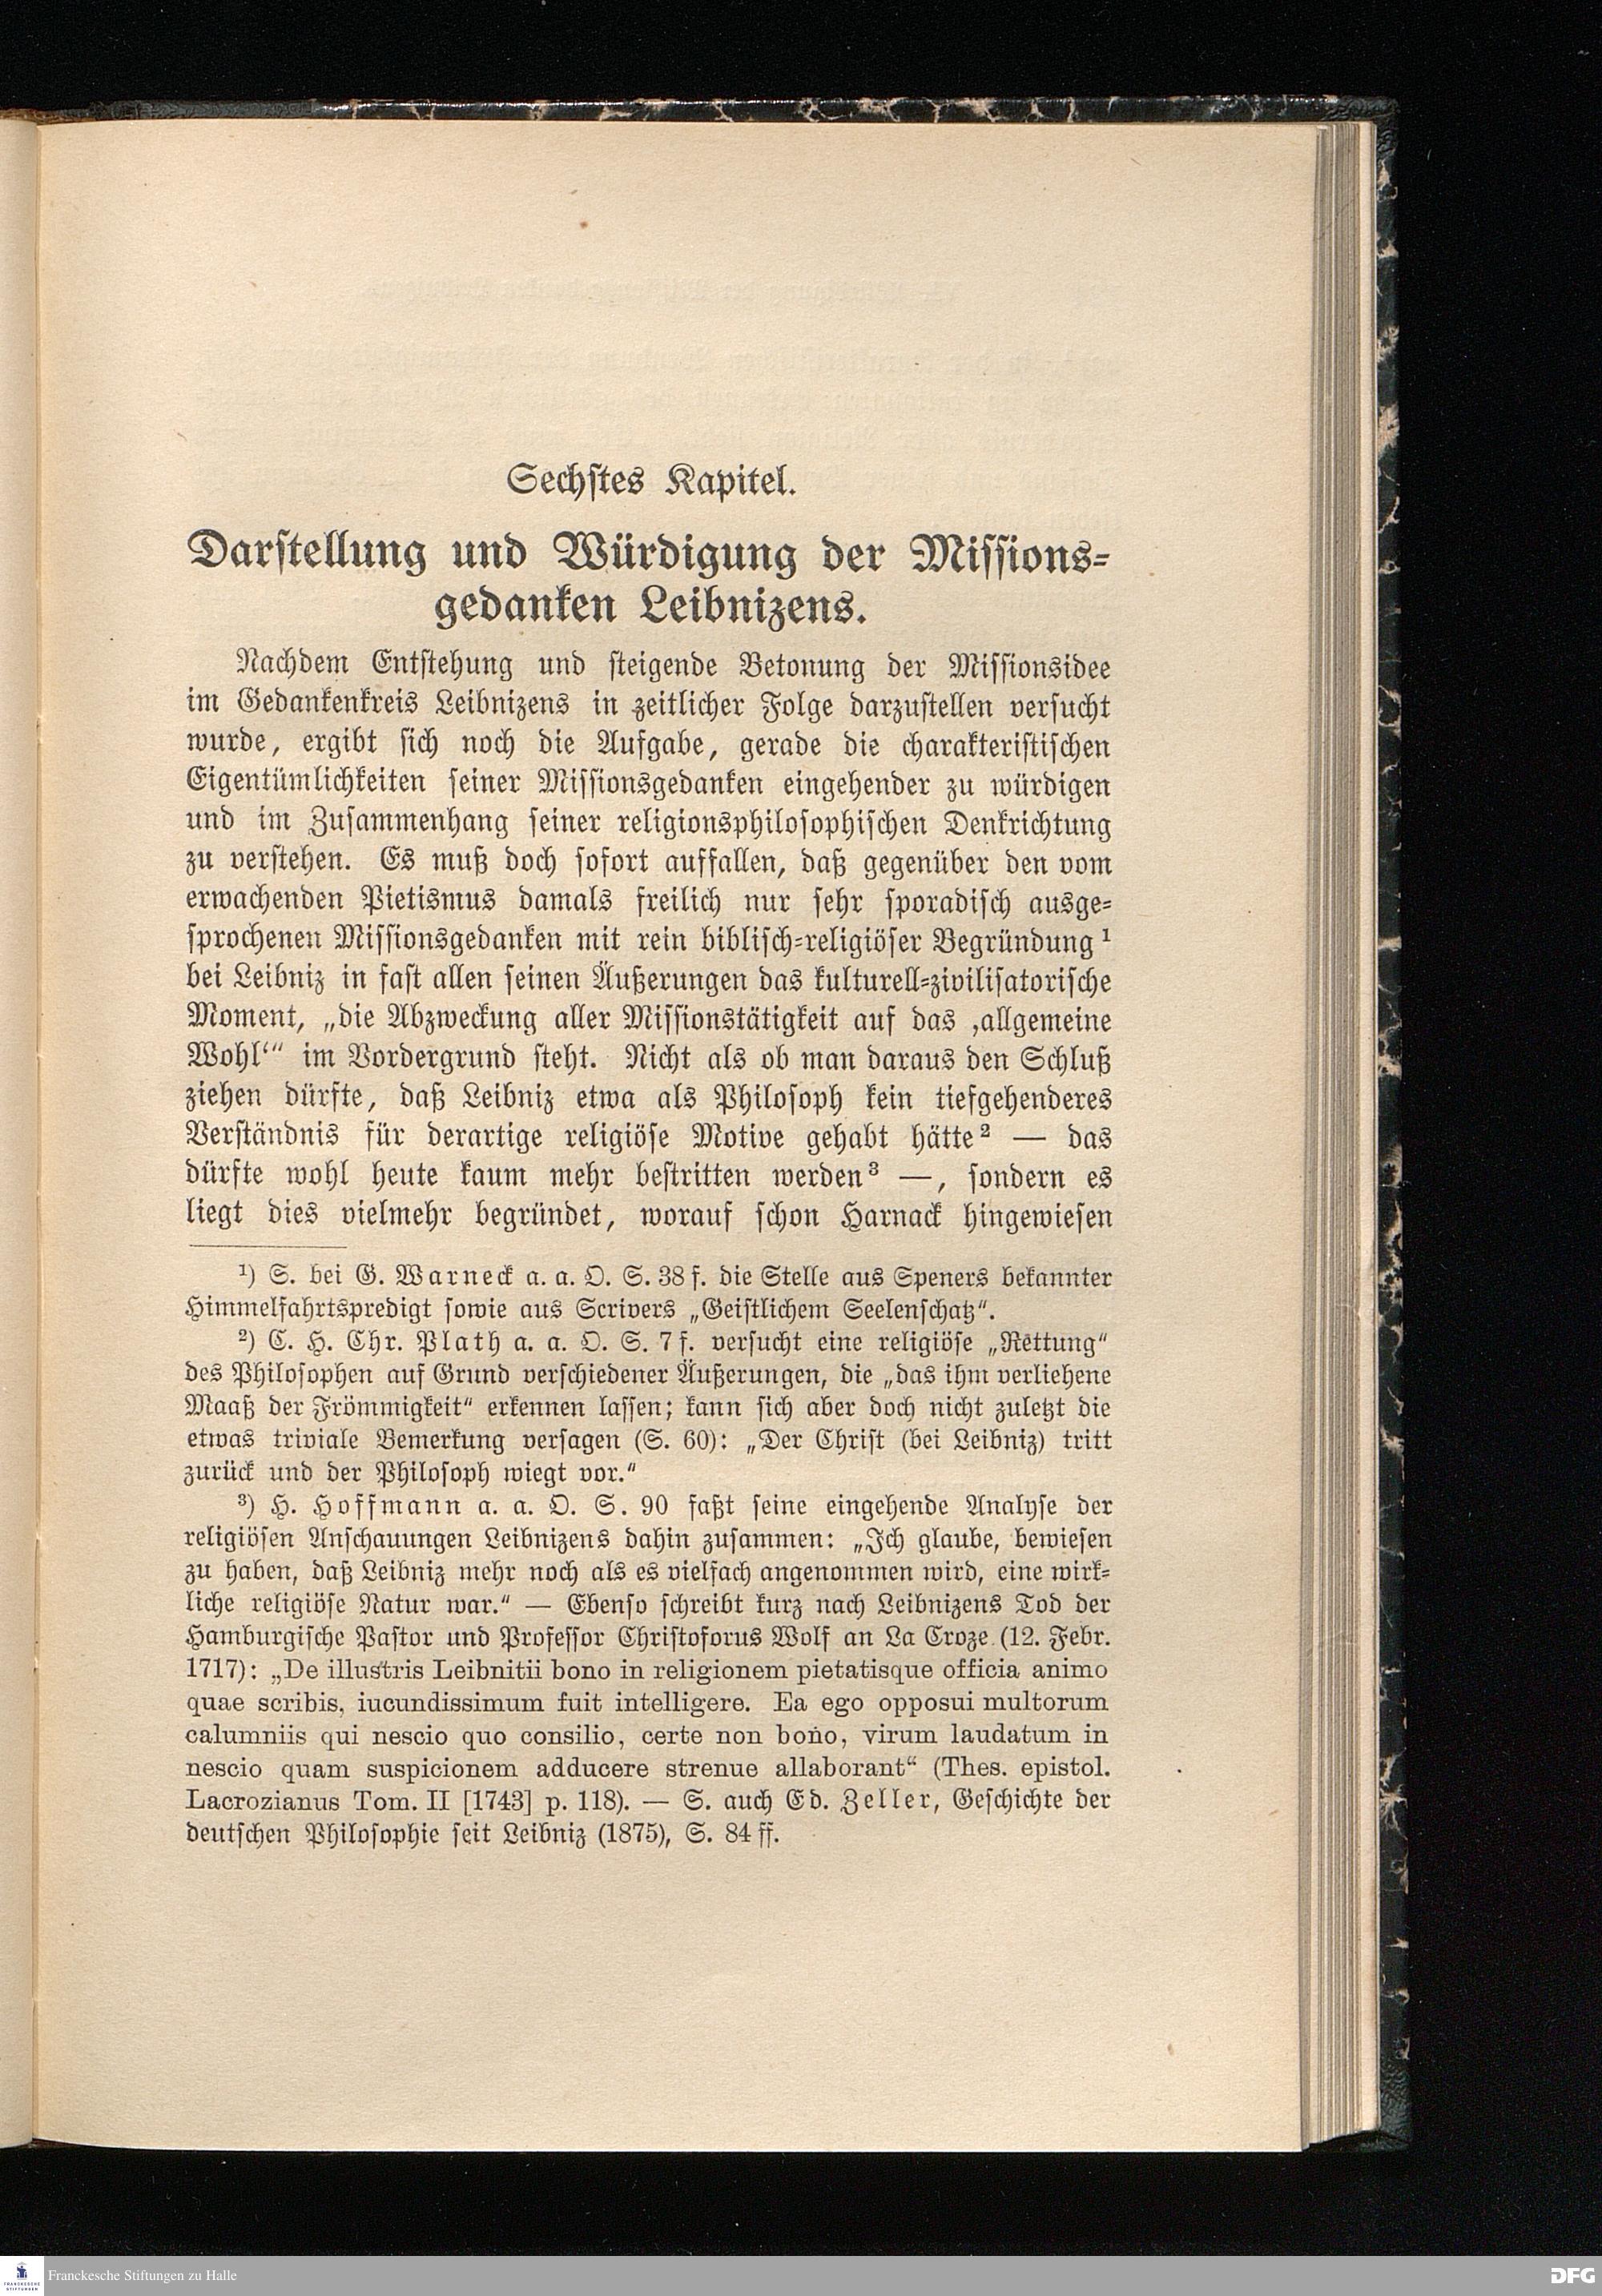 Sechstes Kapitel.
Darstellung und Würdigung der Missions-
gedanken Leibnizens.
Nachdem Entstehung und steigende Betonung der Missionsidee
im Gedankenkreis Leibnizens in zeitlicher Folge darzustellen versucht
wurde, ergibt sich noch die Aufgabe, gerade die charakteristischen
Eigentümlichkeiten seiner Missionsgedanken eingehender zu würdigen
und im Zusammenhang seiner religionsphilosophischen Denkrichtung
zu verstehen. Es muß doch sofort auffallen, daß gegenüber den vom
erwachenden Pietismus damals freilich nur sehr sporadisch ausge-
sprochenen Missionsgedanken mit rein biblisch-religiöser Begründung¹
bei Leibniz in fast allen seinen Äußerungen das kulturell-zivilisatorische
Moment, „die Abzweckung aller Missionstätigkeit auf das ‚allgemeine
Wohl‘“ im Vordergrund steht. Nicht als ob man daraus den Schluß
ziehen dürfte, daß Leibniz etwa als Philosoph kein tiefgehenderes
Verständnis für derartige religiöse Motive gehabt hätte² — das
dürfte wohl heute kaum mehr bestritten werden³ —, sondern es
liegt dies vielmehr begründet, worauf schon Harnack hingewiesen
¹) S. bei G. Warneck a. a. O. S. 38 f. die Stelle aus Speners bekannter
Himmelfahrtspredigt sowie aus Scrivers „Geistlichem Seelenschatz“.
²) C. H. Chr. Plath a. a. O. S. 7 f. versucht eine religiöse „Rettung“
des Philosophen auf Grund verschiedener Äußerungen, die „das ihm verliehene
Maaß der Frömmigkeit“ erkennen lassen; kann sich aber doch nicht zuletzt die
etwas triviale Bemerkung versagen (S. 60): „Der Christ (bei Leibniz) tritt
zurück und der Philosoph wiegt vor.“
³) H. Hoffmann a. a. O. S. 90 faßt seine eingehende Analyse der
religiösen Anschauungen Leibnizens dahin zusammen: „Ich glaube, bewiesen
zu haben, daß Leibniz mehr noch als es vielfach angenommen wird, eine wirk-
liche religiöse Natur war.“ — Ebenso schreibt kurz nach Leibnizens Tod der
Hamburgische Pastor und Professor Christoforus Wolf an La Croze (12. Febr.
1717): „De illustris Leibnitii bono in religionem pietatisque officia animo
quae scribis, iucundissimum fuit intelligere. Ea ego opposui multorum
calumniis qui nescio quo consilio, certe non bono, virum laudatum in
nescio quam suspicionem adducere strenue allaborant“ (Thes. epistol.
Lacrozianus Tom. II [1743] p. 118). — S. auch Ed. Zeller, Geschichte der
deutschen Philosophie seit Leibniz (1875), S. 84 ff.
FRANCKESCHE
STIFTUNGEN
Franckesche Stiftungen zu Halle
DFG